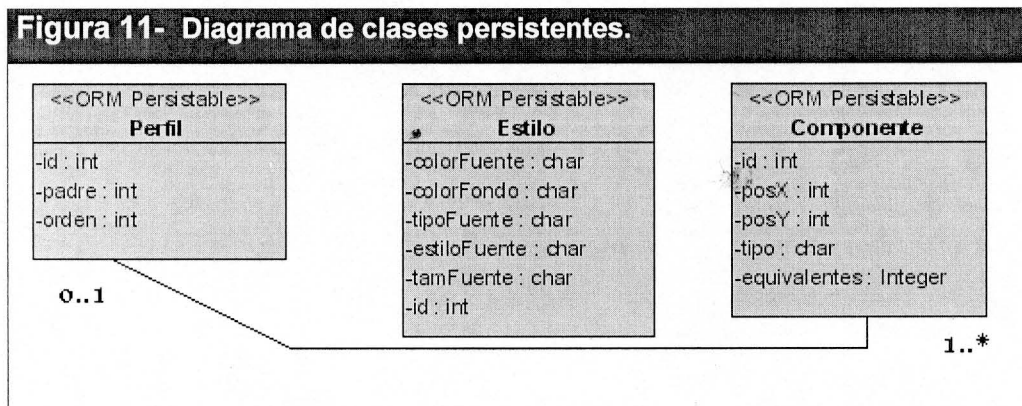 Figura 11- Diagrama de clases persistentes.
<<ORM Persistable>>
Perfil
-id : int
-padre : int
-orden : int
<<ORM Persistable>>
Estilo
-colorFuente : char
-colorFondo : char
-tipoFuente : char
-estiloFuente : char
-tamFuente : char
-id : int
<<ORM Persistable>>
Componente
-id : int
-posX : int
-posY : int
-tipo : char
-equivalentes : Integer
0..1
1..*